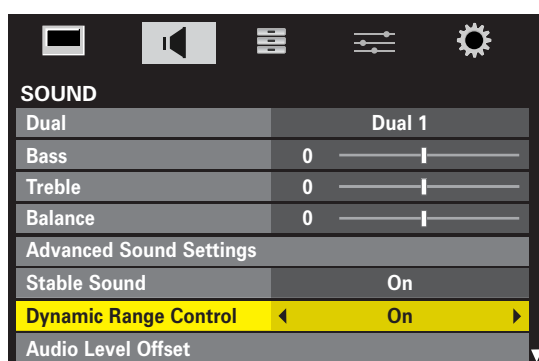 SOUND
Dual Dual 1
Bass 0
Treble 0
Balance 0
Advanced Sound Settings
Stable Sound On
Dynamic Range Control On
Audio Level Offset